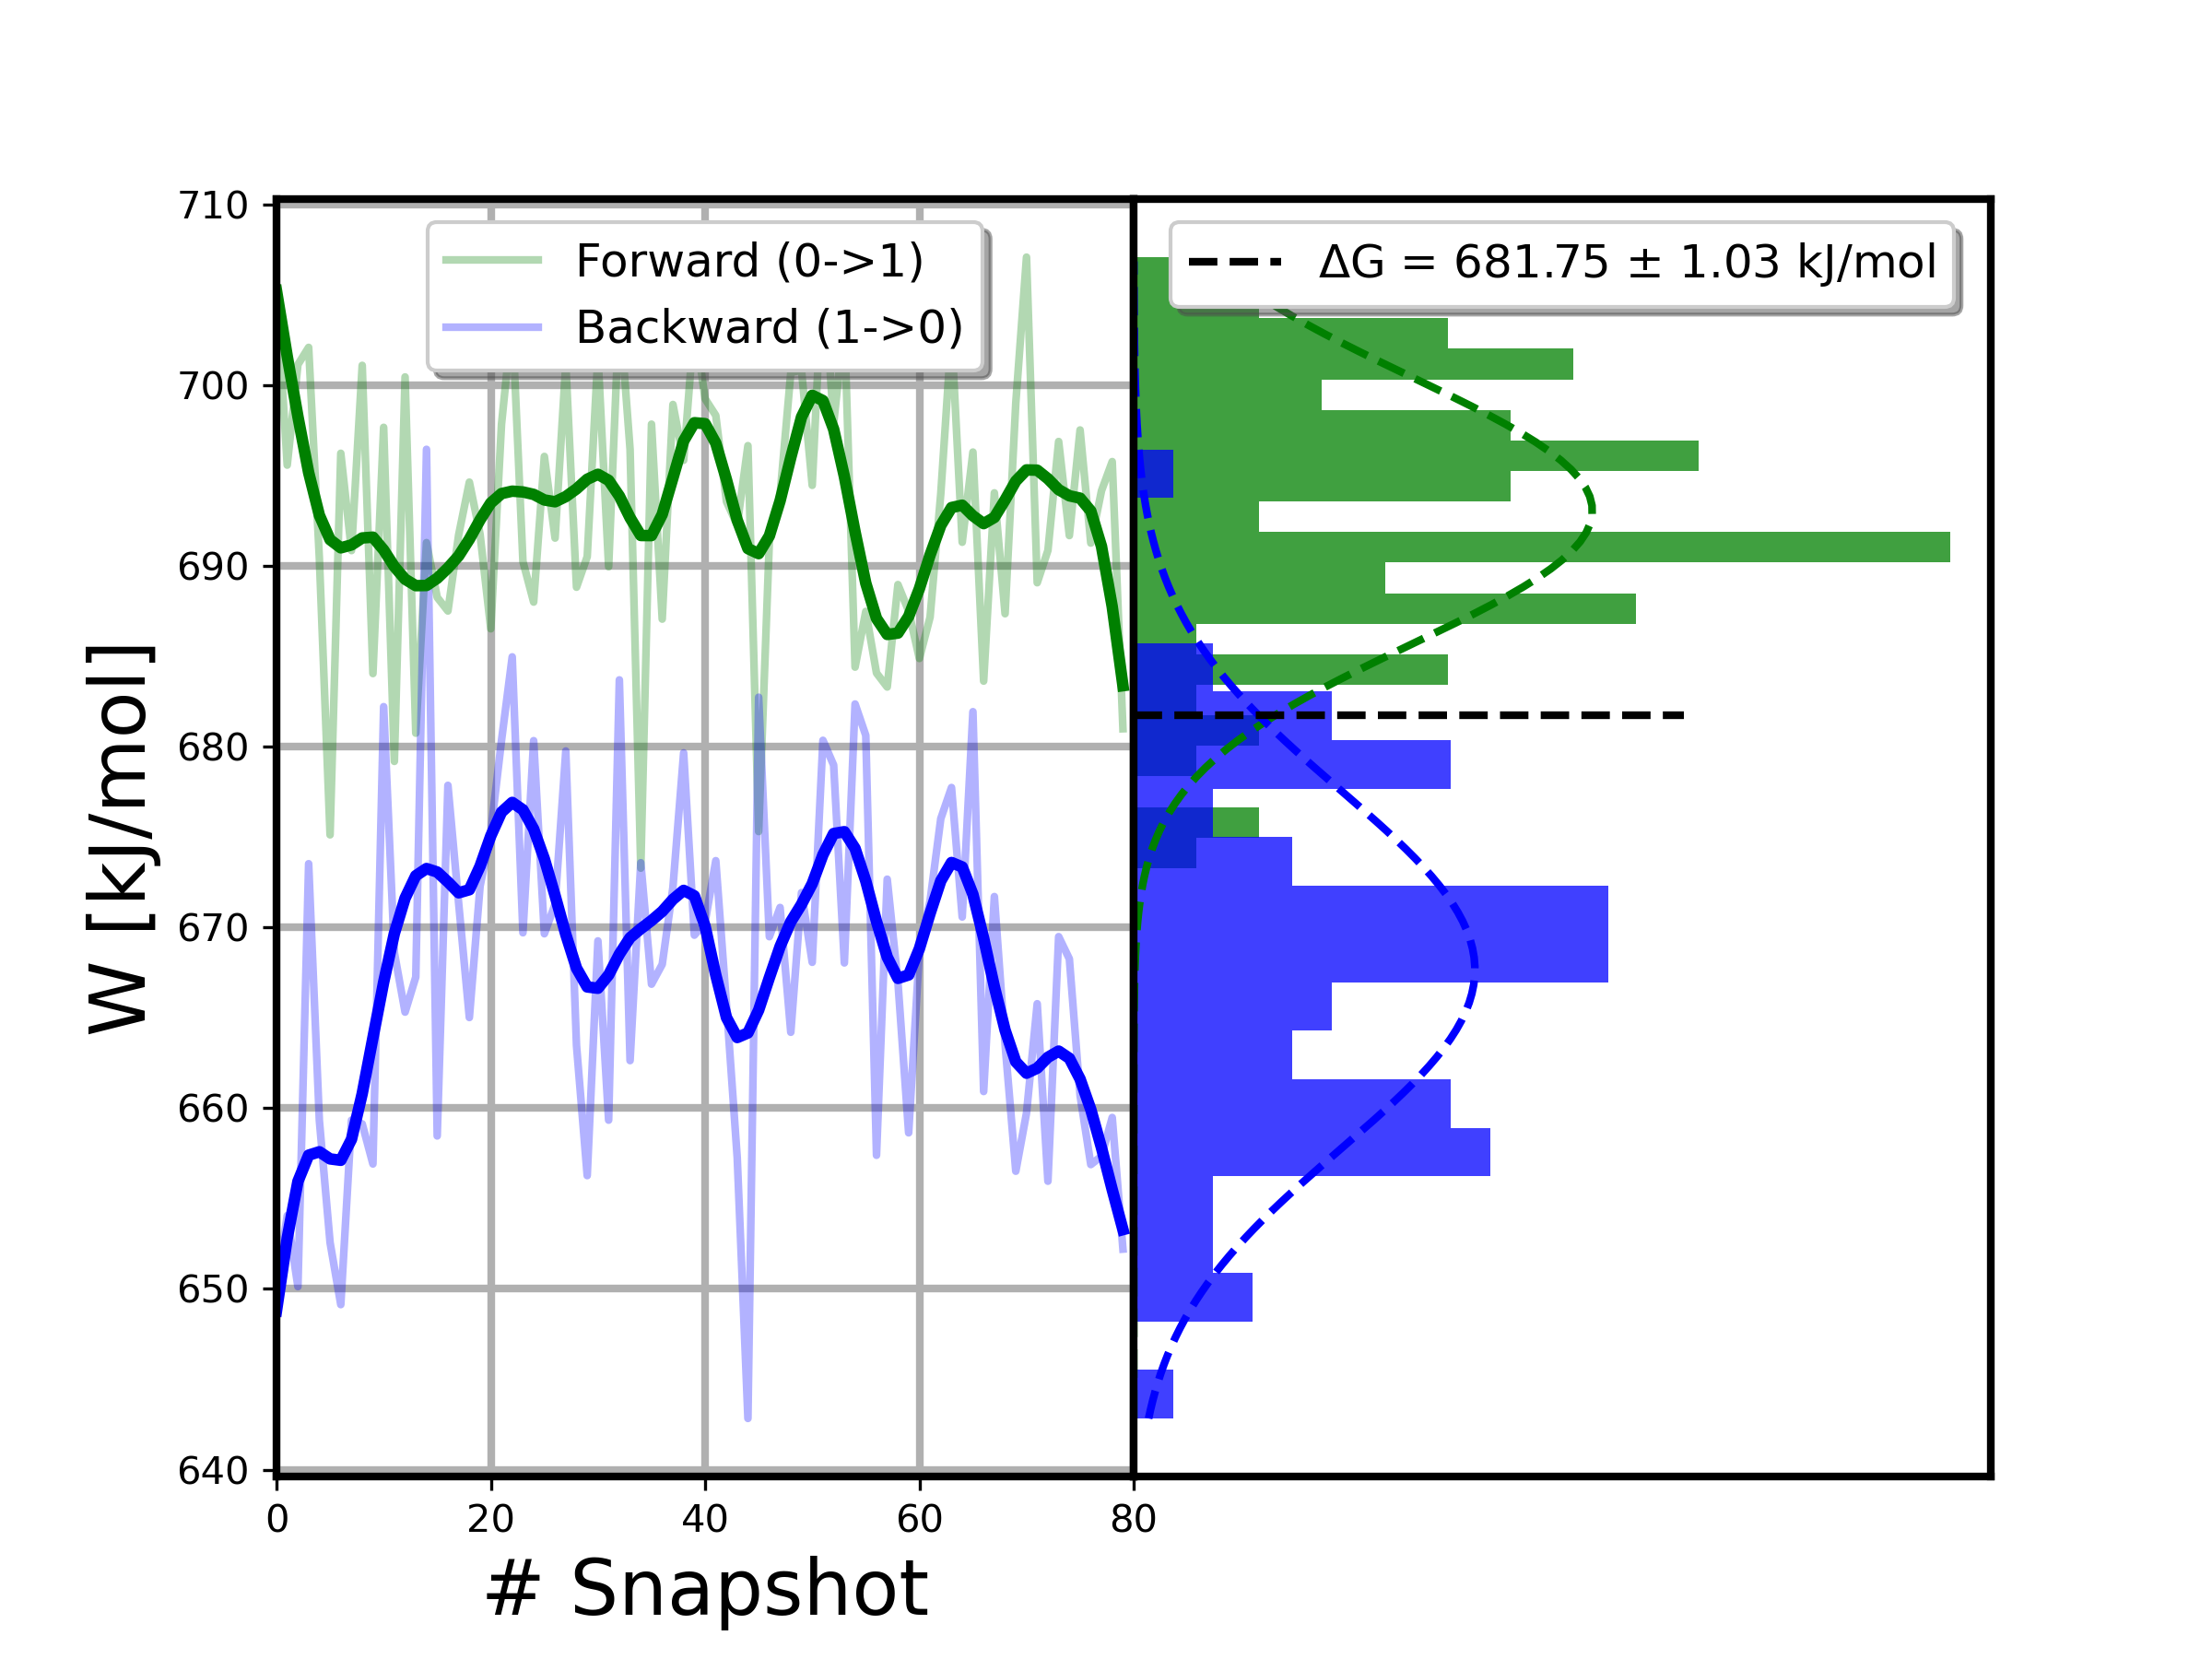 Forward (0->1)
Backward (1->0)
ΔG = 681.75 ± 1.03 kJ/mol
W [kJ/mol]
710
700
690
680
670
660
650
640
0 20 40 60 80
# Snapshot